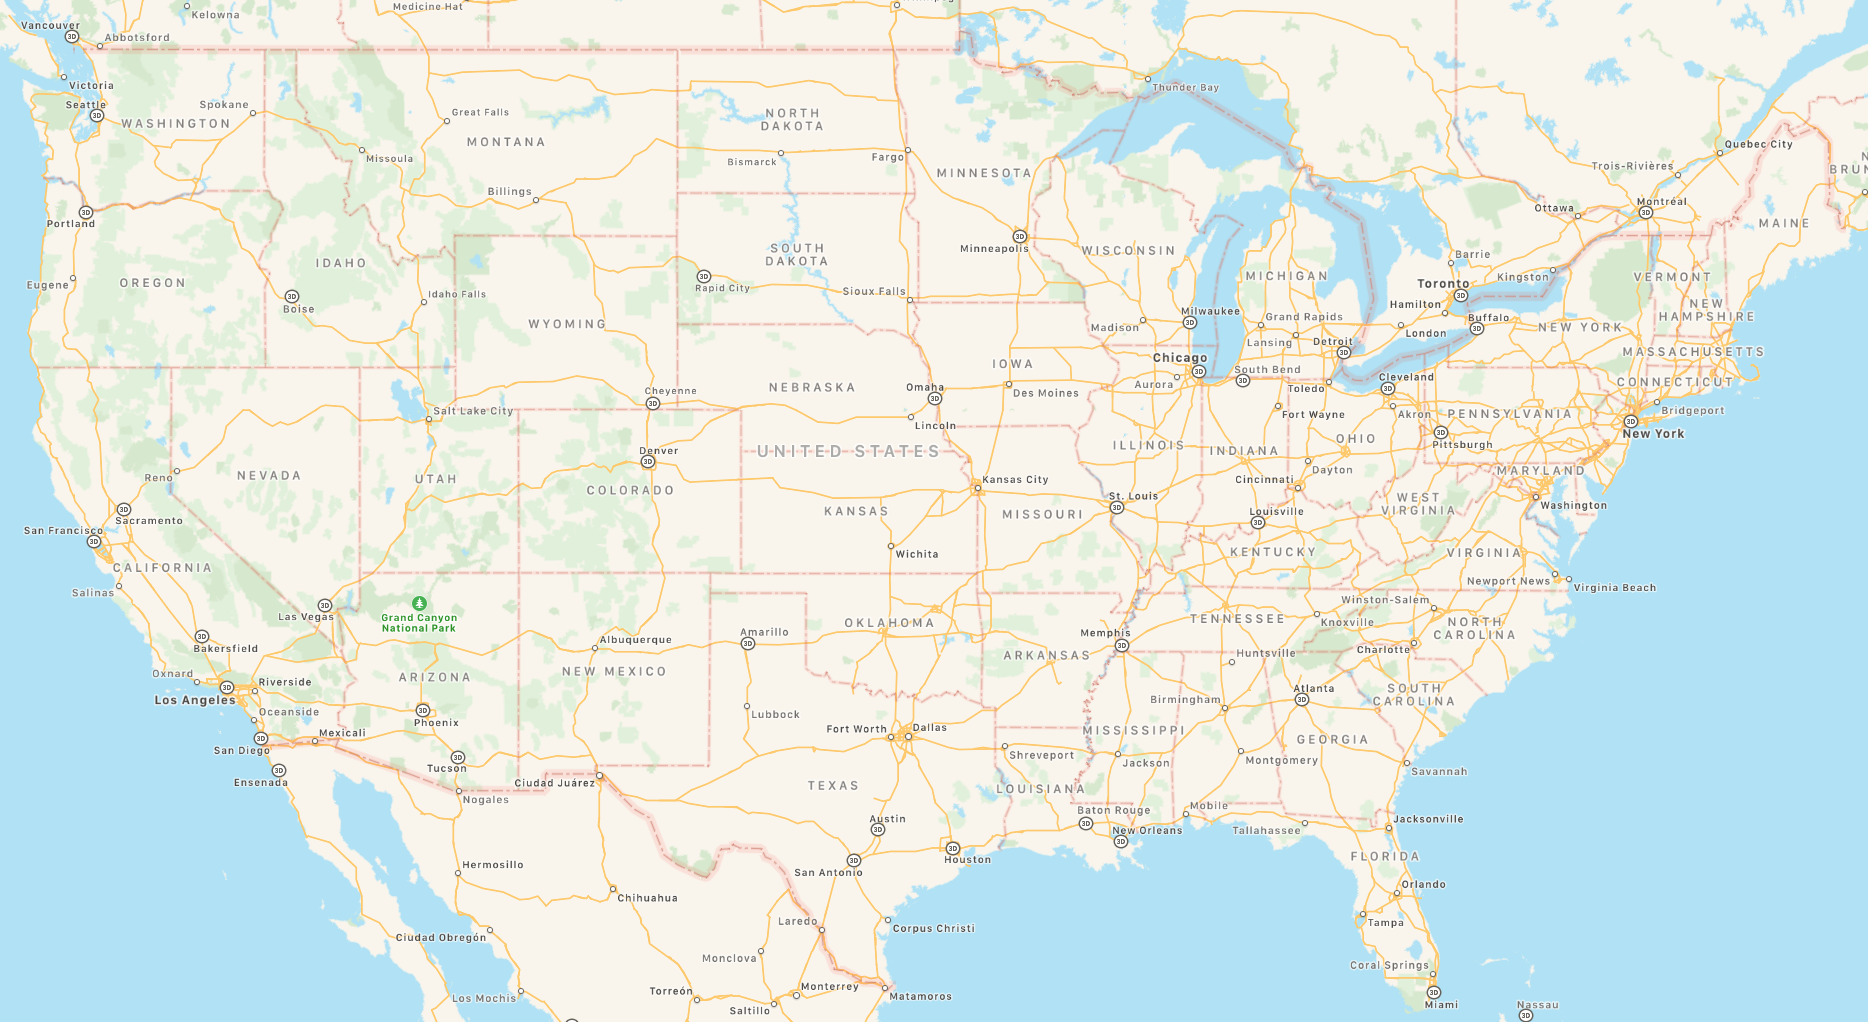 Kelowna
Medicine Hat
Vancouver
Abbotsford
Victoria
Seattle
Spokane
WASHINGTON
Great Falls
MONTANA
Missoula
Billings
NORTH
DAKOTA
Bismarck
Fargo
MINNESOTA
Thunder Bay
Minneapolis
WISCONSIN
Quebec City
Trois-Rivières
Montréal
Ottawa
BRUN
MAINE
Portland
Eugene
OREGON
IDAHO
Boise
Idaho Falls
WYOMING
SOUTH
DAKOTA
Rapid City
Sioux Falls
MICHIGAN
Milwaukee
Madison
Grand Rapids
Lansing
Detroit
Barrie
Kingston
Toronto
Hamilton
London
Buffalo
VERMONT
NEW
HAMPSHIRE
NEW YORK
MASSACHUSETTS
CONNECTICUT
Bridgeport
New York
Chicago
Aurora
South Bend
Toledo
Cleveland
Akron
Fort Wayne
PENNSYLVANIA
Pittsburgh
IOWA
Des Moines
Omaha
Lincoln
NEBRASKA
Cheyenne
Salt Lake City
Reno
NEVADA
UTAH
Denver
COLORADO
UNITED STATES
ILLINOIS
INDIANA
OHIO
Dayton
Cincinnati
MARYLAND
Washington
WEST
VIRGINIA
Kansas City
St. Louis
Louisville
KANSAS
MISSOURI
Wichita
KENTUCKY
VIRGINIA
Newport News
Virginia Beach
Sacramento
San Francisco
CALIFORNIA
Salinas
Las Vegas
Grand Canyon
National Park
Bakersfield
Oxnard
Los Angeles
Riverside
Oceanside
San Diego
Mexicali
Ensenada
ARIZONA
Phoenix
Tucson
Nogales
Albuquerque
NEW MEXICO
Amarillo
Lubbock
OKLAHOMA
ARKANSAS
Memphis
TENNESSEE
Knoxville
Winston-Salem
NORTH
CAROLINA
Charlotte
Huntsville
Birmingham
Atlanta
SOUTH
CAROLINA
Fort Worth
Dallas
Shreveport
MISSISSIPPI
Jackson
Montgomery
GEORGIA
Savannah
Ciudad Juárez
TEXAS
LOUISIANA
Baton Rouge
New Orleans
Mobile
Tallahassee
Jacksonville
Austin
San Antonio
Houston
FLORIDA
Orlando
Tampa
Coral Springs
Miami
Nassau
Hermosillo
Chihuahua
Ciudad Obregón
Laredo
Corpus Christi
Monclova
Los Mochis
Torreón
Monterrey
Saltillo
Matamoros